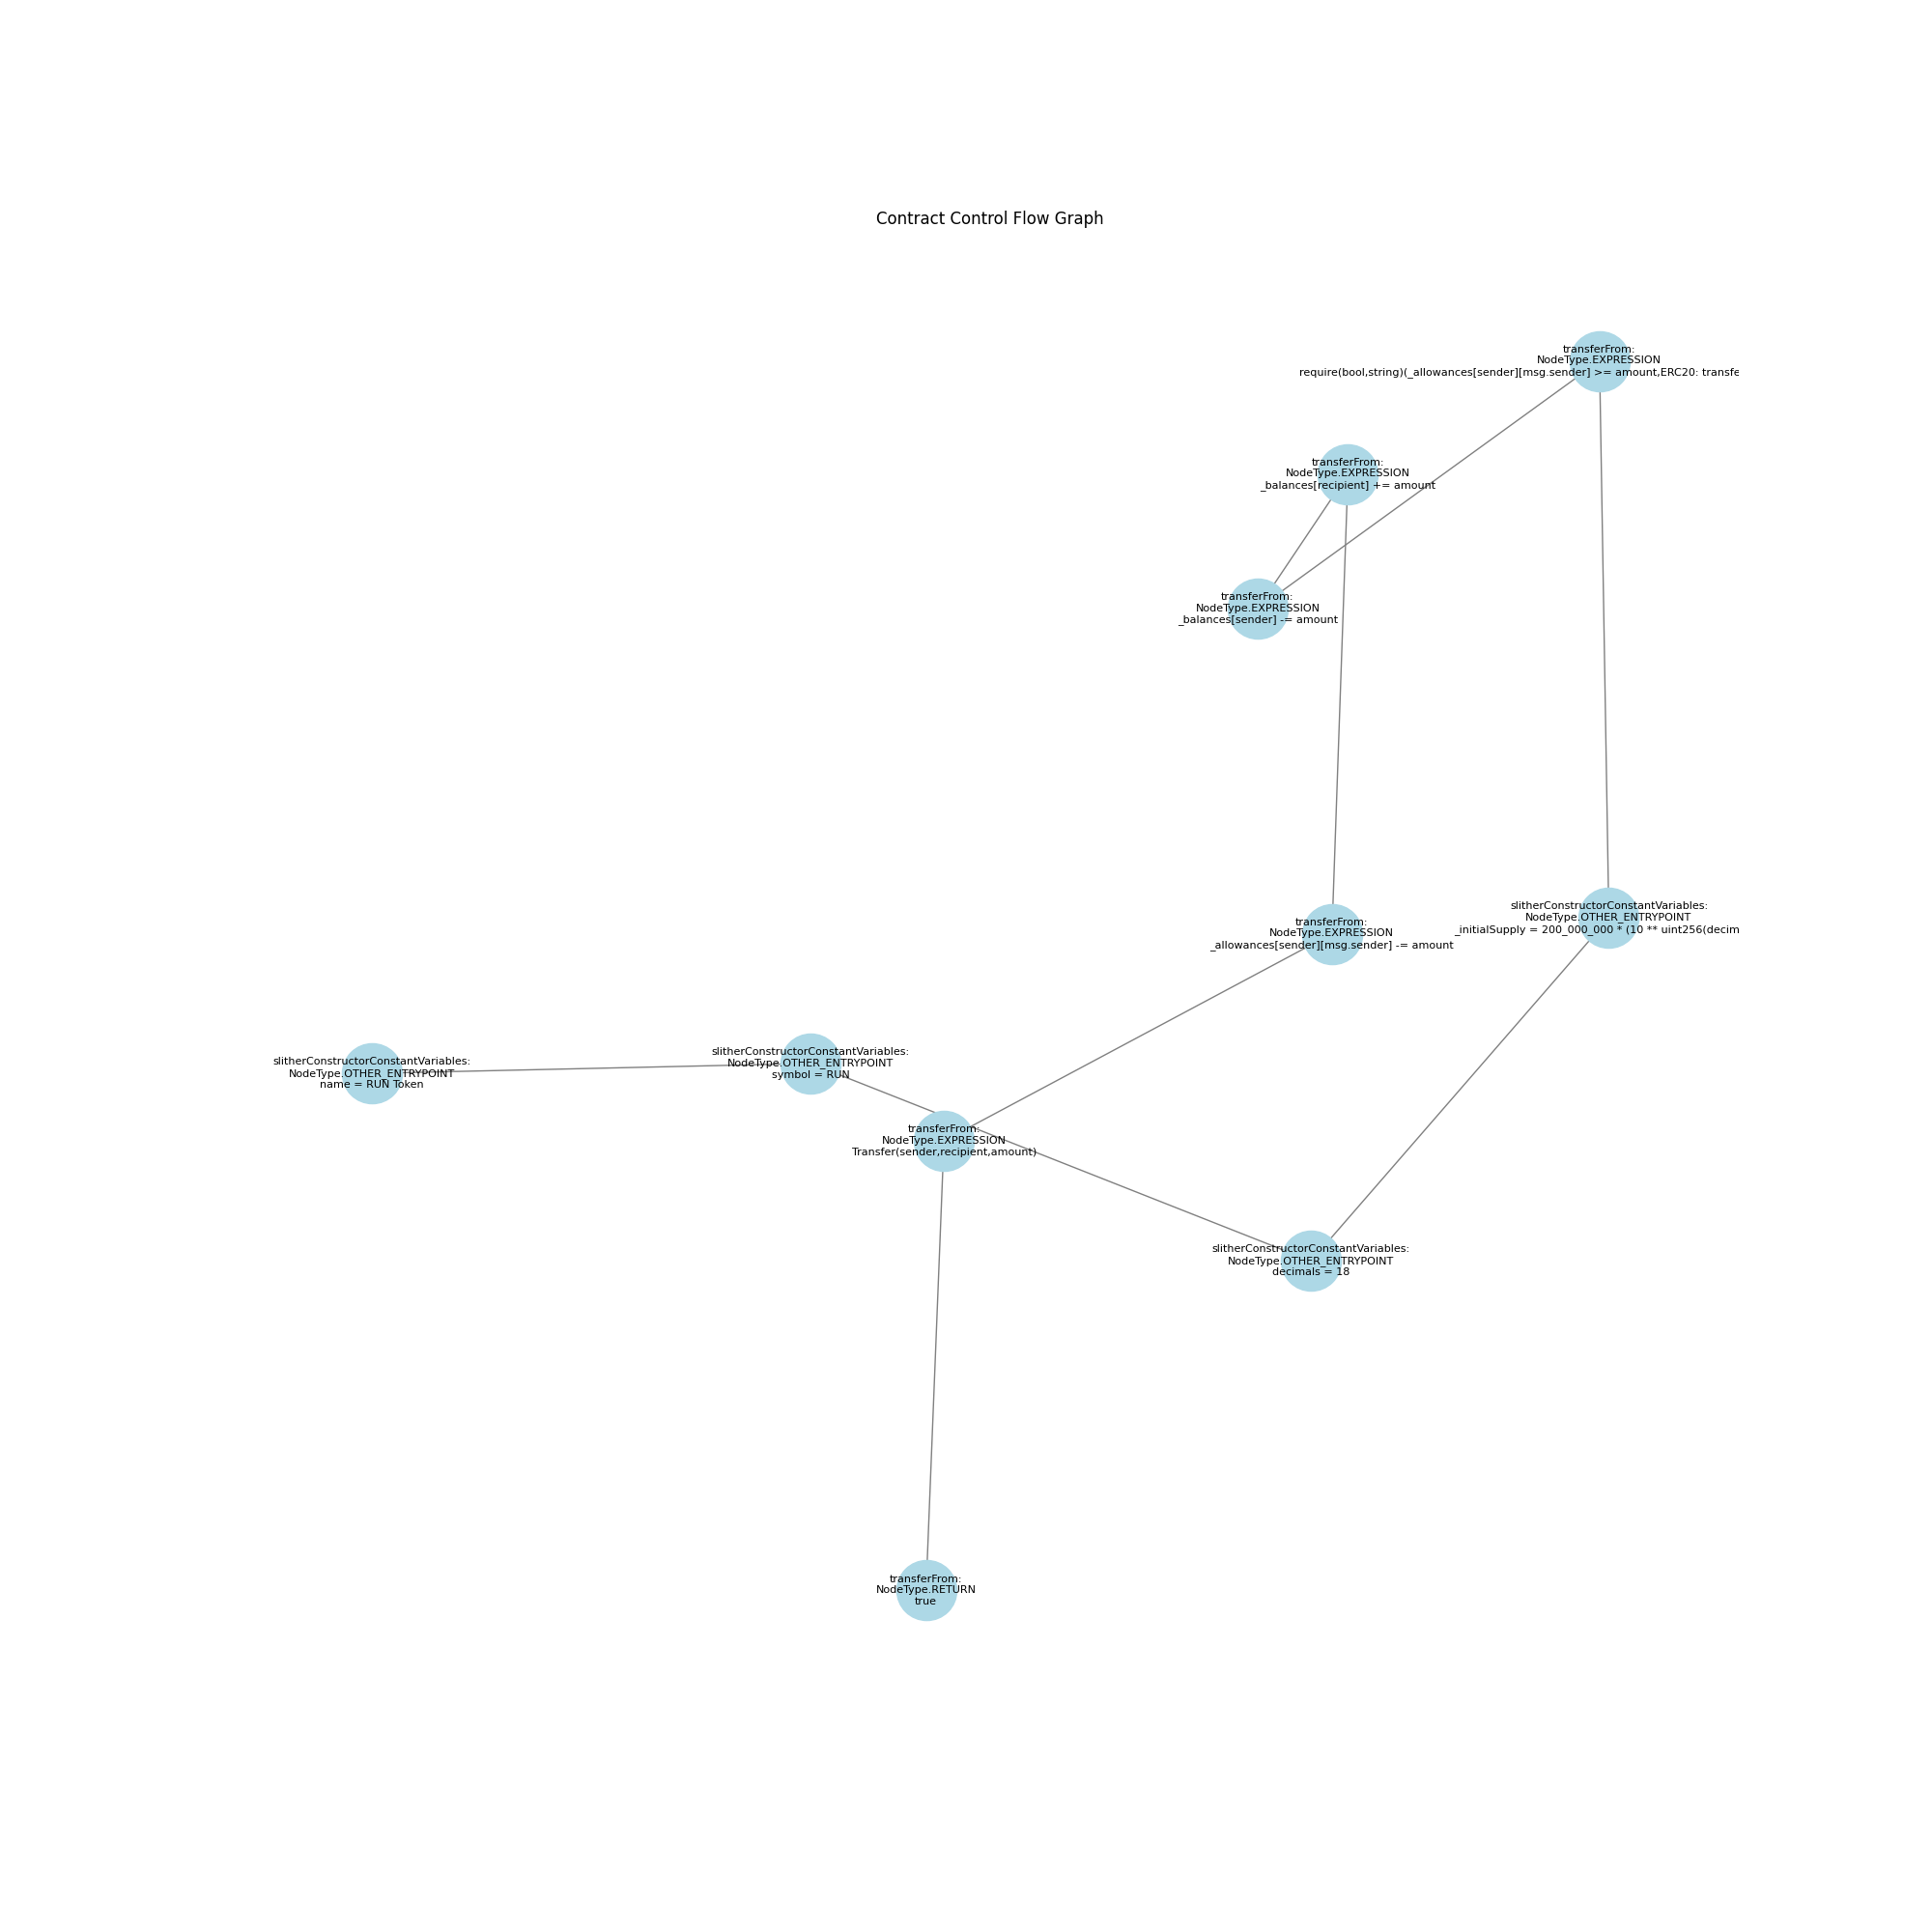 Contract Control Flow Graph
transferFrom:
NodeType.EXPRESSION
require(bool,string)(_allowances[sender][msg.sender] >= amount,ERC20: transfe
transferFrom:
NodeType.EXPRESSION
_balances[recipient] += amount
transferFrom:
NodeType.EXPRESSION
_balances[sender] -= amount
slitherConstructorConstantVariables:
NodeType.OTHER_ENTRYPOINT
_initialSupply = 200_000_000 * (10 ** uint256(decim
transferFrom:
NodeType.EXPRESSION
_allowances[sender][msg.sender] -= amount
slitherConstructorConstantVariables:
NodeType.OTHER_ENTRYPOINT
name = RUN Token
slitherConstructorConstantVariables:
NodeType.OTHER_ENTRYPOINT
symbol = RUN
transferFrom:
NodeType.EXPRESSION
Transfer(sender,recipient,amount)
slitherConstructorConstantVariables:
NodeType.OTHER_ENTRYPOINT
decimals = 18
transferFrom:
NodeType.RETURN
true